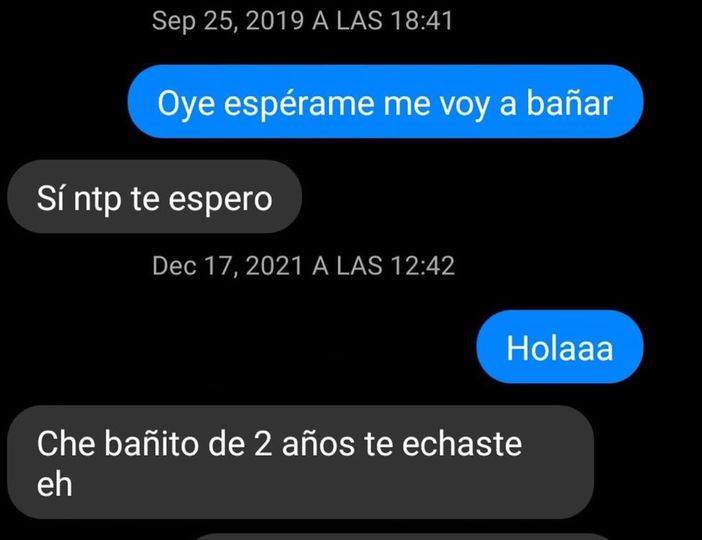 Sep 25, 2019 A LAS 18:41
Oye espérame me voy a bañar
Sí ntp te espero
Dec 17, 2021 A LAS 12:42
Holaaa
Che bañito de 2 años te echaste
eh